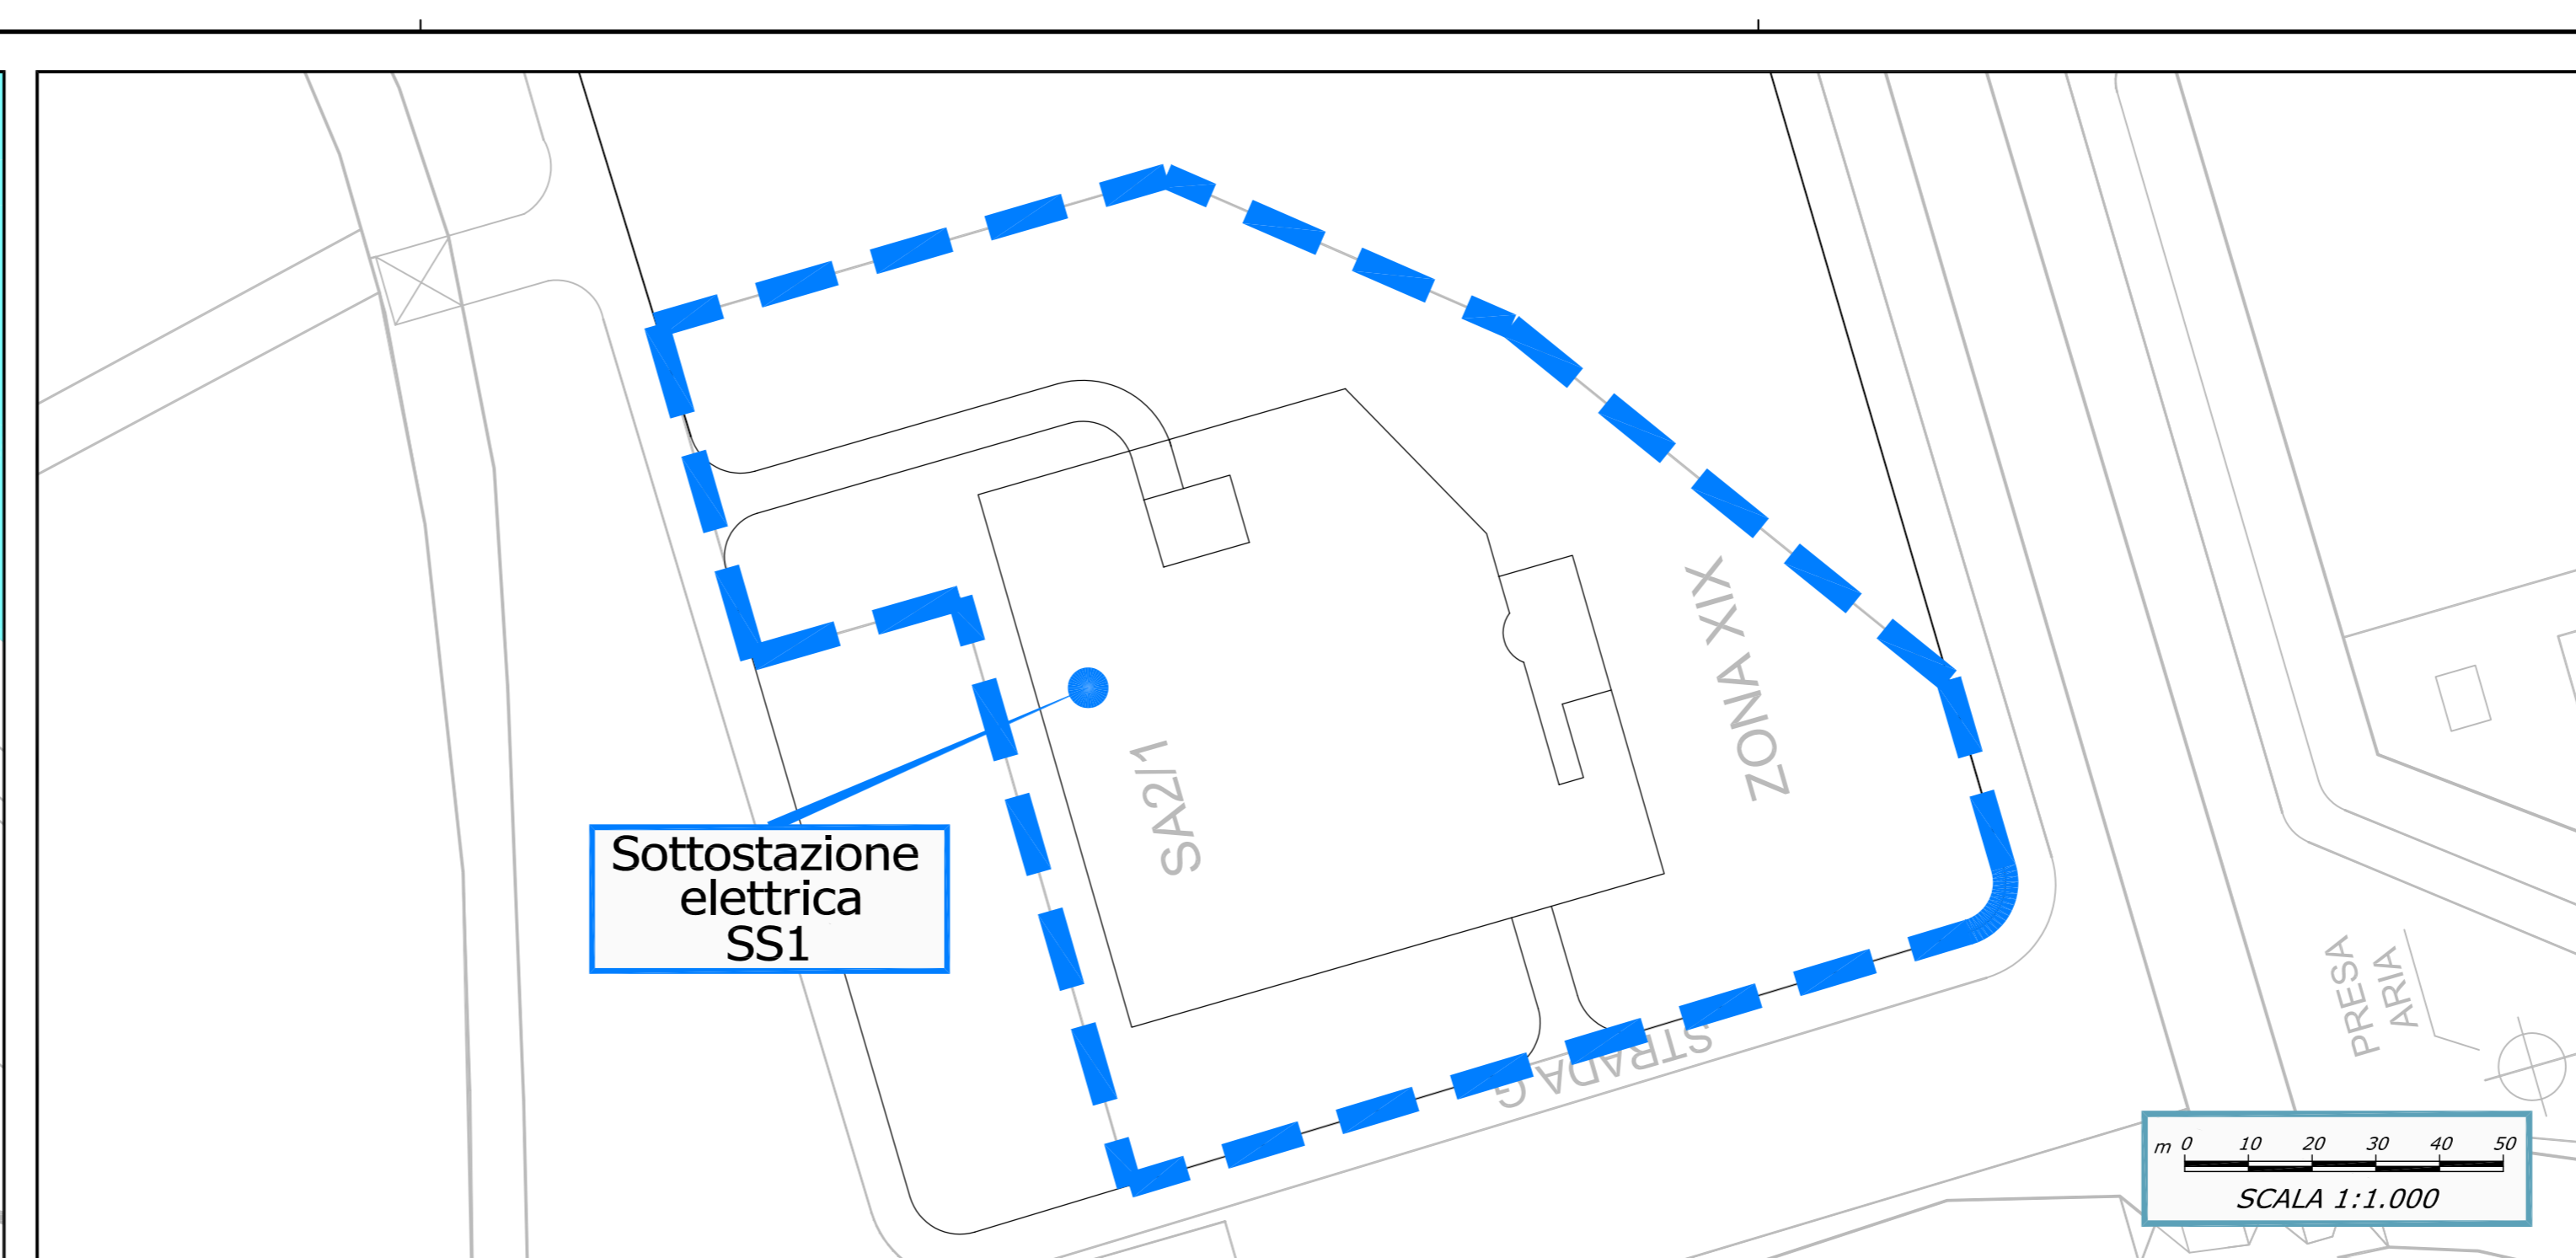 ZONA XIX
SA2/1
Sottostazione
elettrica
SS1
STRADA G
PRESA
ARIA
m 0 10 20 30 40 50
SCALA 1:1.000